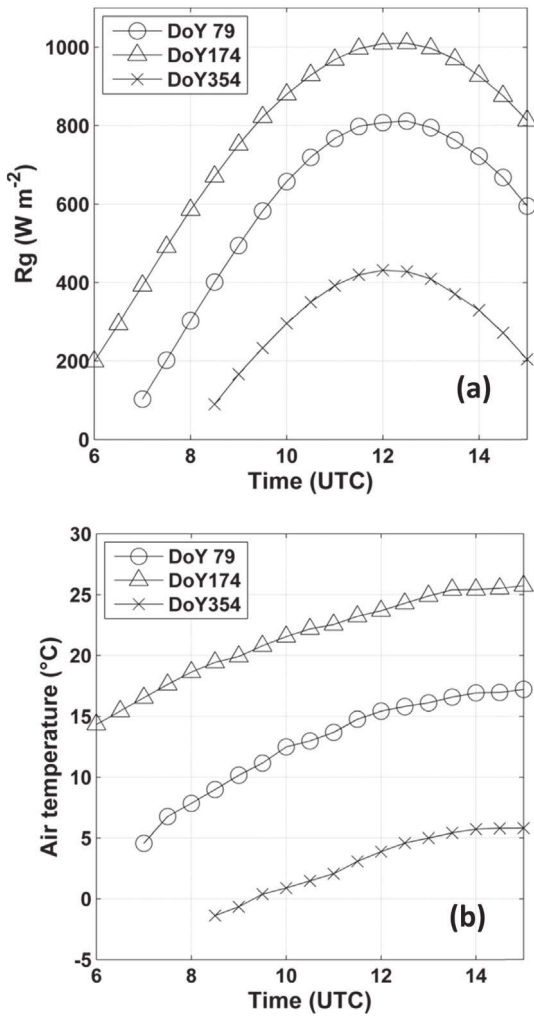 DoY 79
DoY174
DoY354
1000
800
600
400
200
0
Rg (W m-2)
(a)
6 8 10 12 14
Time (UTC)
DoY 79
DoY174
DoY354
30
25
20
15
10
5
0
-5
Air temperature (°C)
(b)
6 8 10 12 14
Time (UTC)